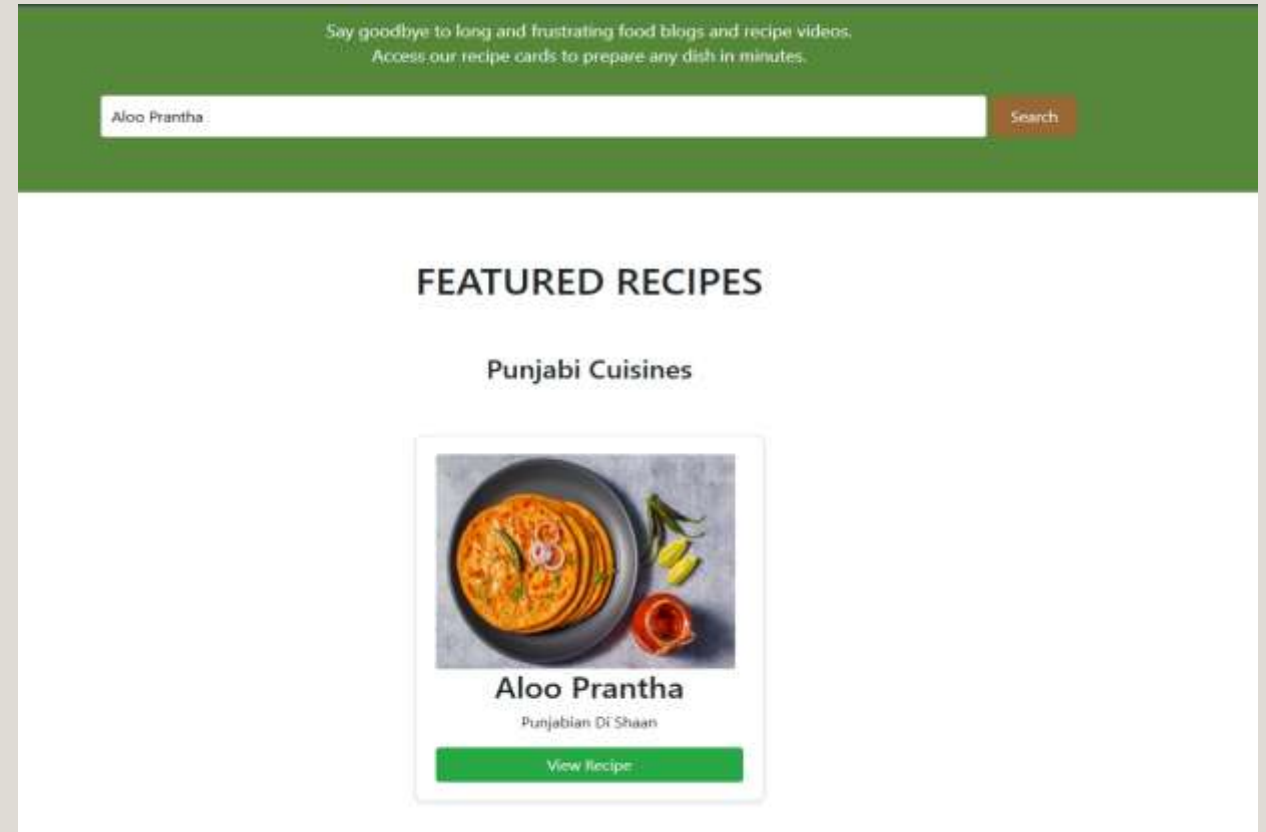 Say goodbye to long and frustrating food blogs and recipe videos.
Access our recipe cards to prepare any dish in minutes.
Aloo Prantha
Search
FEATURED RECIPES
Punjabi Cuisines
Aloo Prantha
Punjabian Di Shaan
View Recipe